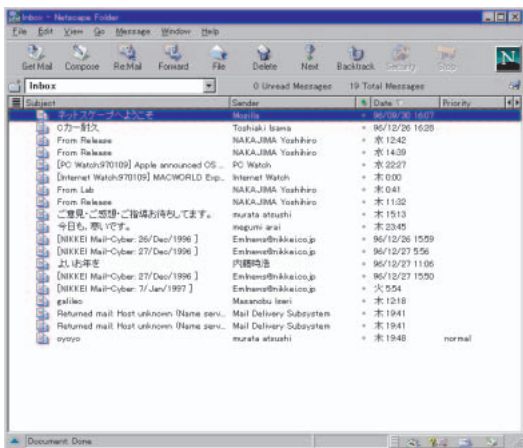 Inbox - Netscape Folder
File Edit View Go Message Window Help
Get Mail Compose Re:Mail Forward File Delete Next Backtrack Security Stop
N
Inbox 0 Unread Messages 19 Total Messages
Subject Sender Date Priority
ネットスケープへようこそ Mozilla 96/09/30 16:07
Toshiaki Isama 96/12/26 16:26
From Release NAKAJIMA Yoshihiro 水 12:42
From Release NAKAJIMA Yoshihiro 水 14:39
[PC Watch:970109] Apple announced OS ... PC Watch 水 22:27
[Internet Watch:970109] MACWORLD Exp... Internet Watch 木 0:00
From Lab NAKAJIMA Yoshihiro 木 0:41
From Release NAKAJIMA Yoshihiro 木 11:32
ご意見・ご感想・ご指導お待ちしてます。 murata atsushi 木 15:13
今日も、寒いです。 megumi arai 水 23:45
[NIKKEI Mail-Cyber: 26/Dec/1996 ] Emlnews@nikkei.co.jp 96/12/26 15:59
[NIKKEI Mail-Cyber: 27/Dec/1996 ] Emlnews@nikkei.co.jp 96/12/27 5:56
よいお年を 内藤時浩 96/12/27 11:06
[NIKKEI Mail-Cyber: 27/Dec/1996 ] Emlnews@nikkei.co.jp 96/12/27 15:50
[NIKKEI Mail-Cyber: 7/Jan/1997 ] Emlnews@nikkei.co.jp 火 5:54
galileo Masanobu Iseri 木 12:18
Returned mail: Host unknown (Name serv... Mail Delivery Subsystem 木 19:41
Returned mail: Host unknown (Name serv... Mail Delivery Subsystem 木 19:41
oyoyo murata atsushi 木 19:48 normal
Document: Done